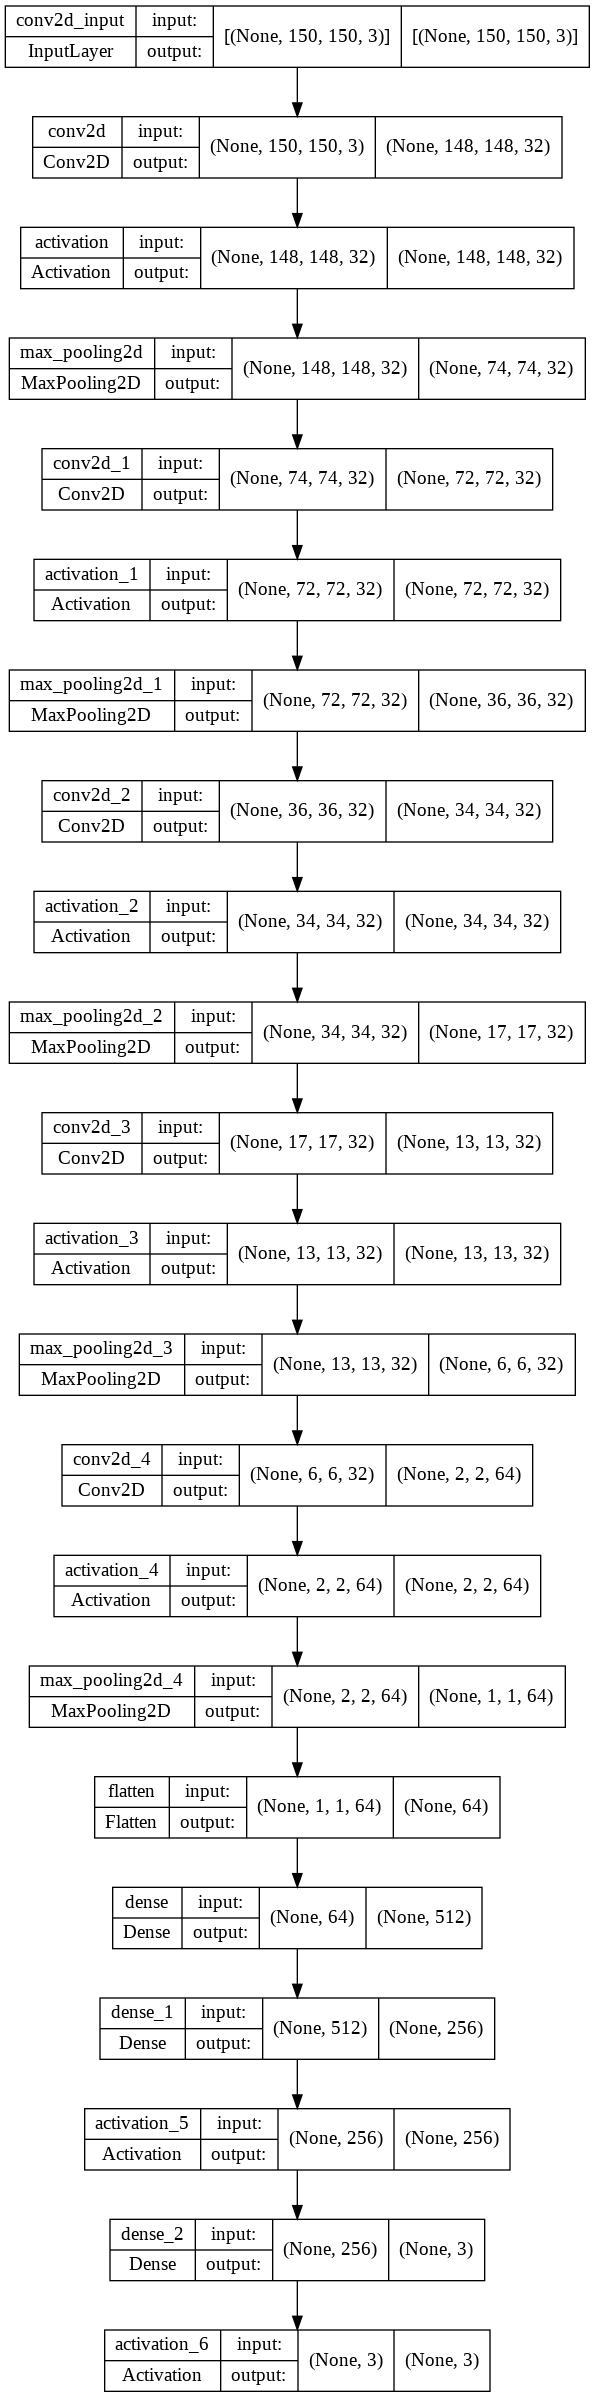 conv2d_input input: [(None, 150, 150, 3)] [(None, 150, 150, 3)]
InputLayer output:
conv2d input: (None, 150, 150, 3) (None, 148, 148, 32)
Conv2D output:
activation input: (None, 148, 148, 32) (None, 148, 148, 32)
Activation output:
max_pooling2d input: (None, 148, 148, 32) (None, 74, 74, 32)
MaxPooling2D output:
conv2d_1 input: (None, 74, 74, 32) (None, 72, 72, 32)
Conv2D output:
activation_1 input: (None, 72, 72, 32) (None, 72, 72, 32)
Activation output:
max_pooling2d_1 input: (None, 72, 72, 32) (None, 36, 36, 32)
MaxPooling2D output:
conv2d_2 input: (None, 36, 36, 32) (None, 34, 34, 32)
Conv2D output:
activation_2 input: (None, 34, 34, 32) (None, 34, 34, 32)
Activation output:
max_pooling2d_2 input: (None, 34, 34, 32) (None, 17, 17, 32)
MaxPooling2D output:
conv2d_3 input: (None, 17, 17, 32) (None, 13, 13, 32)
Conv2D output:
activation_3 input: (None, 13, 13, 32) (None, 13, 13, 32)
Activation output:
max_pooling2d_3 input: (None, 13, 13, 32) (None, 6, 6, 32)
MaxPooling2D output:
conv2d_4 input: (None, 6, 6, 32) (None, 2, 2, 64)
Conv2D output:
activation_4 input: (None, 2, 2, 64) (None, 2, 2, 64)
Activation output:
max_pooling2d_4 input: (None, 2, 2, 64) (None, 1, 1, 64)
MaxPooling2D output:
flatten input: (None, 1, 1, 64) (None, 64)
Flatten output:
dense input: (None, 64) (None, 512)
Dense output:
dense_1 input: (None, 512) (None, 256)
Dense output:
activation_5 input: (None, 256) (None, 256)
Activation output:
dense_2 input: (None, 256) (None, 3)
Dense output:
activation_6 input: (None, 3) (None, 3)
Activation output: